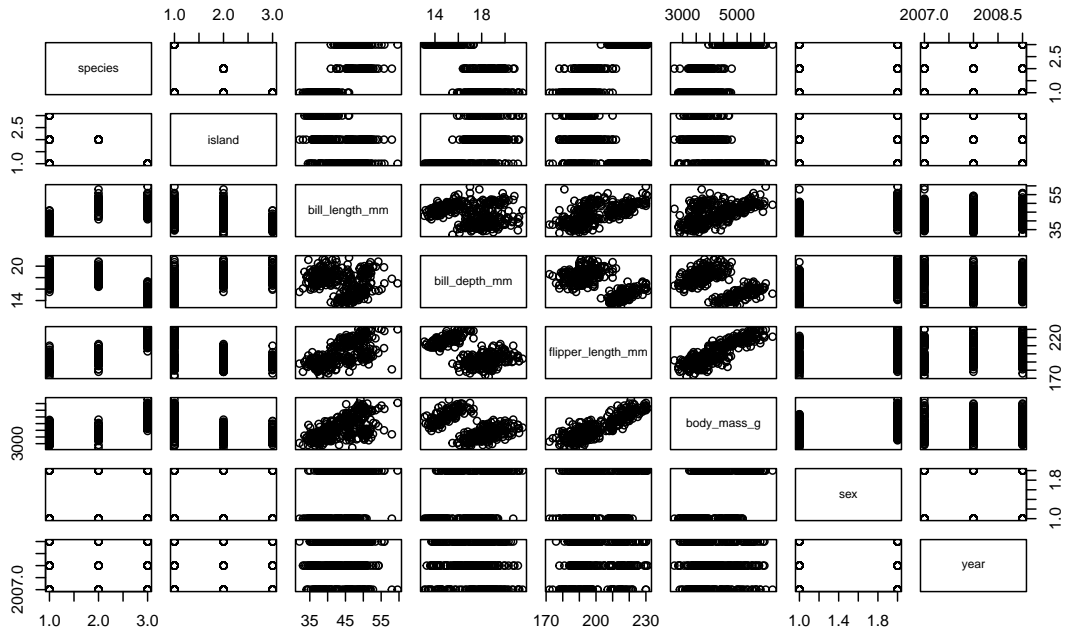 1.0 2.0 3.0 14 18 3000 5000 2007.0 2008.5
species 1.0 2.5
1.0 2.5 island
bill_length_mm 35 55
14 20 bill_depth_mm
flipper_length_mm 170 220
3000 body_mass_g
sex 1.0 1.8
2007.0 year
1.0 2.0 3.0 35 45 55 170 200 230 1.0 1.4 1.8